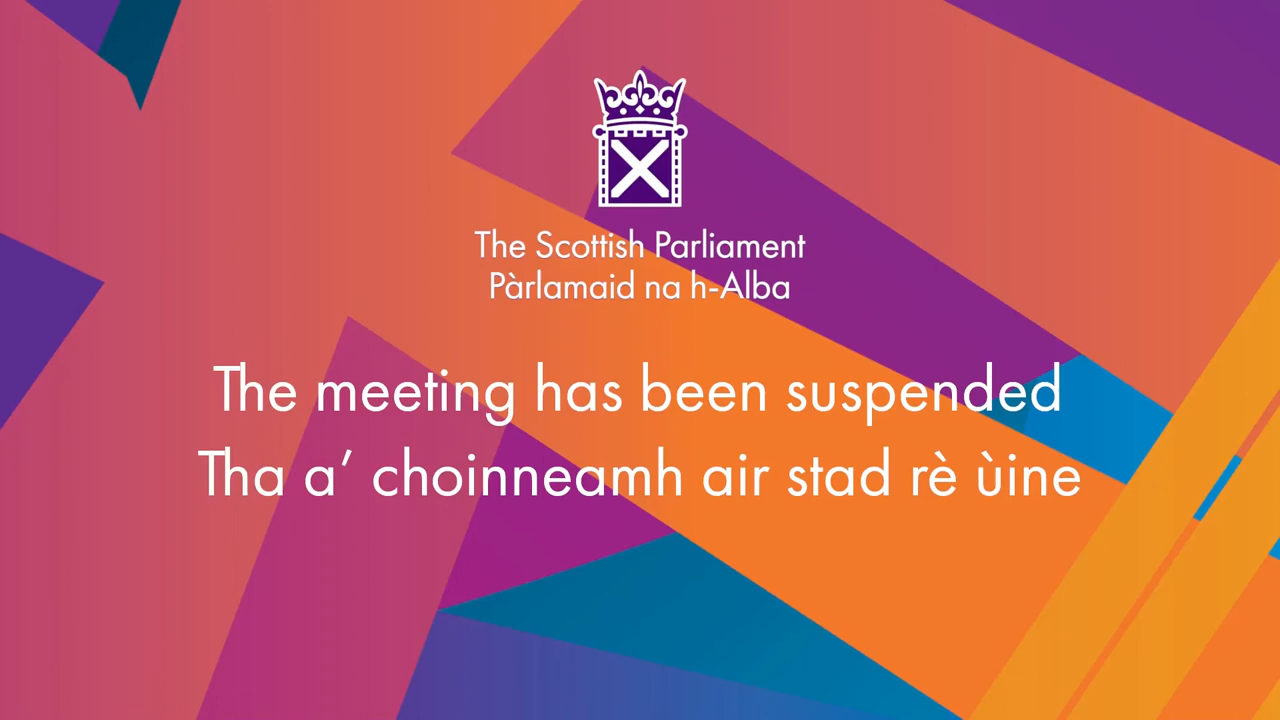 The Scottish Parliament
Pàrlamaid na h-Alba
The meeting has been suspended
Tha a’ choinneamh air stad rè ùine